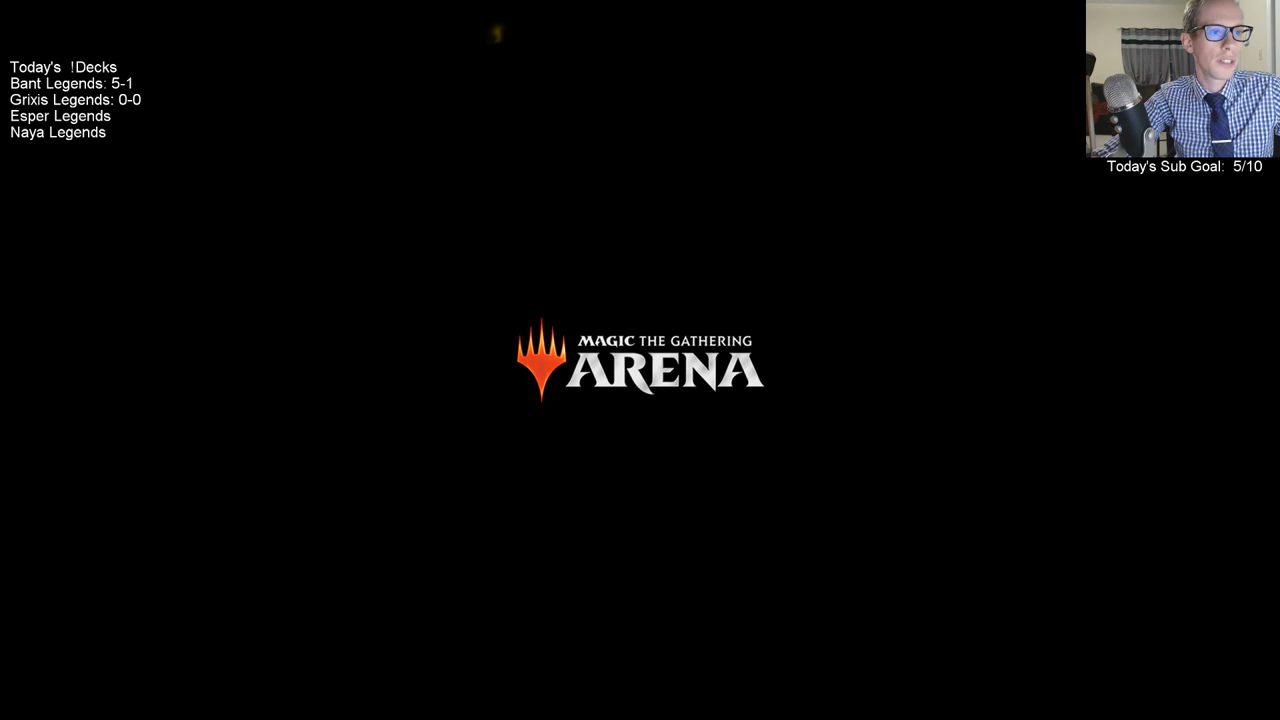 Today's !Decks
Bant Legends: 5-1
Grixis Legends: 0-0
Esper Legends
Naya Legends
Today's Sub Goal: 5/10
MAGIC THE GATHERING
ARENA